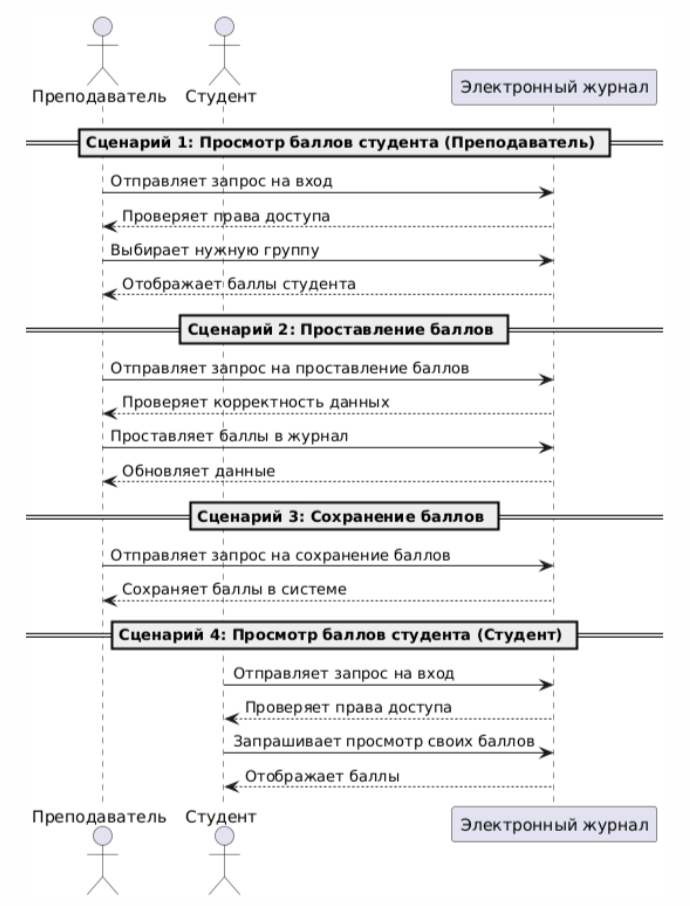 Преподаватель Студент Электронный журнал
Сценарий 1: Просмотр баллов студента (Преподаватель)
Отправляет запрос на вход
Проверяет права доступа
Выбирает нужную группу
Отображает баллы студента
Сценарий 2: Проставление баллов
Отправляет запрос на проставление баллов
Проверяет корректность данных
Проставляет баллы в журнал
Обновляет данные
Сценарий 3: Сохранение баллов
Отправляет запрос на сохранение баллов
Сохраняет баллы в системе
Сценарий 4: Просмотр баллов студента (Студент)
Отправляет запрос на вход
Проверяет права доступа
Запрашивает просмотр своих баллов
Отображает баллы
Преподаватель Студент Электронный журнал